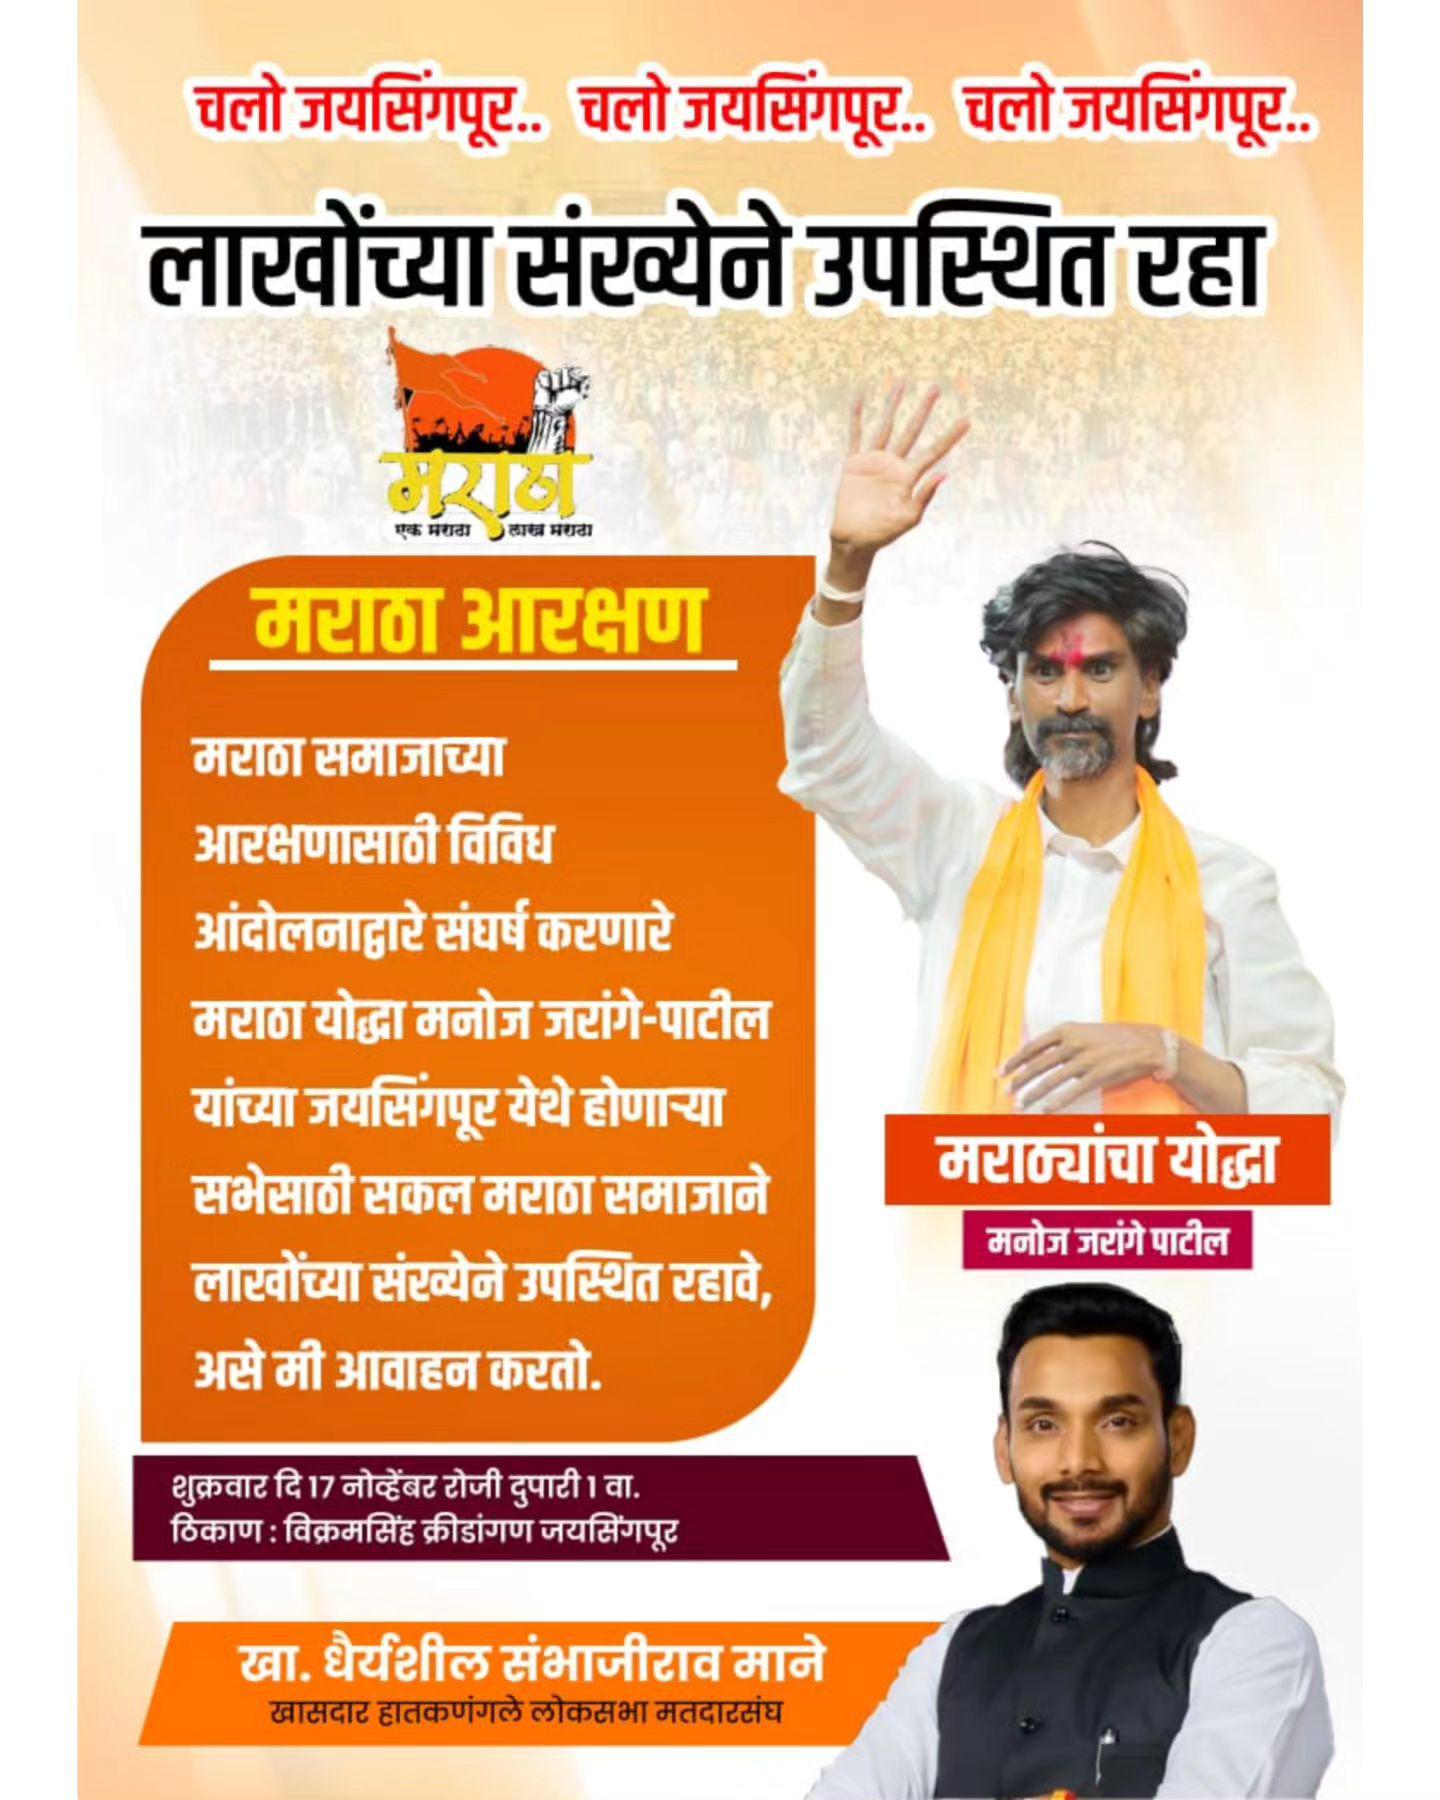 चलो जयसिंगपूर.. चलो जयसिंगपूर.. चलो जयसिंगपूर..
लाखोंच्या संख्येने उपस्थित रहा
मराठा
एक मराठा लाख मराठा
मराठा आरक्षण
मराठा समाजाच्या
आरक्षणासाठी विविध
आंदोलनाद्वारे संघर्ष करणारे
मराठा योद्धा मनोज जरांगे-पाटील
यांच्या जयसिंगपूर येथे होणाऱ्या
सभेसाठी सकल मराठा समाजाने
लाखोंच्या संख्येने उपस्थित रहावे,
असे मी आवाहन करतो.
मराठ्यांचा योद्धा
मनोज जरांगे पाटील
शुक्रवार दि 17 नोव्हेंबर रोजी दुपारी 1 वा.
ठिकाण : विक्रमसिंह क्रीडांगण जयसिंगपूर
खा. धैर्यशील संभाजीराव माने
खासदार हातकणंगले लोकसभा मतदारसंघ